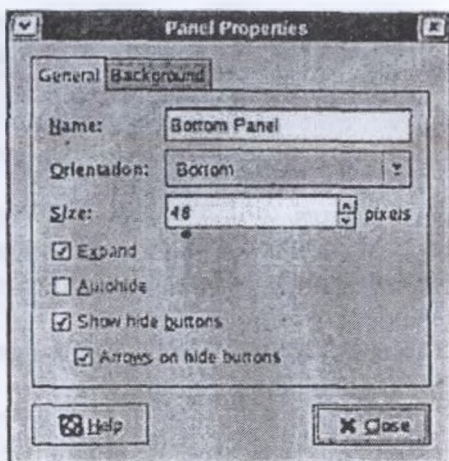 Panel Properties
General Background
Name: Bottom Panel
Orientation: Bottom
Size: 48 pixels
Expand
Autohide
Show hide buttons
Arrows on hide buttons
Help Close